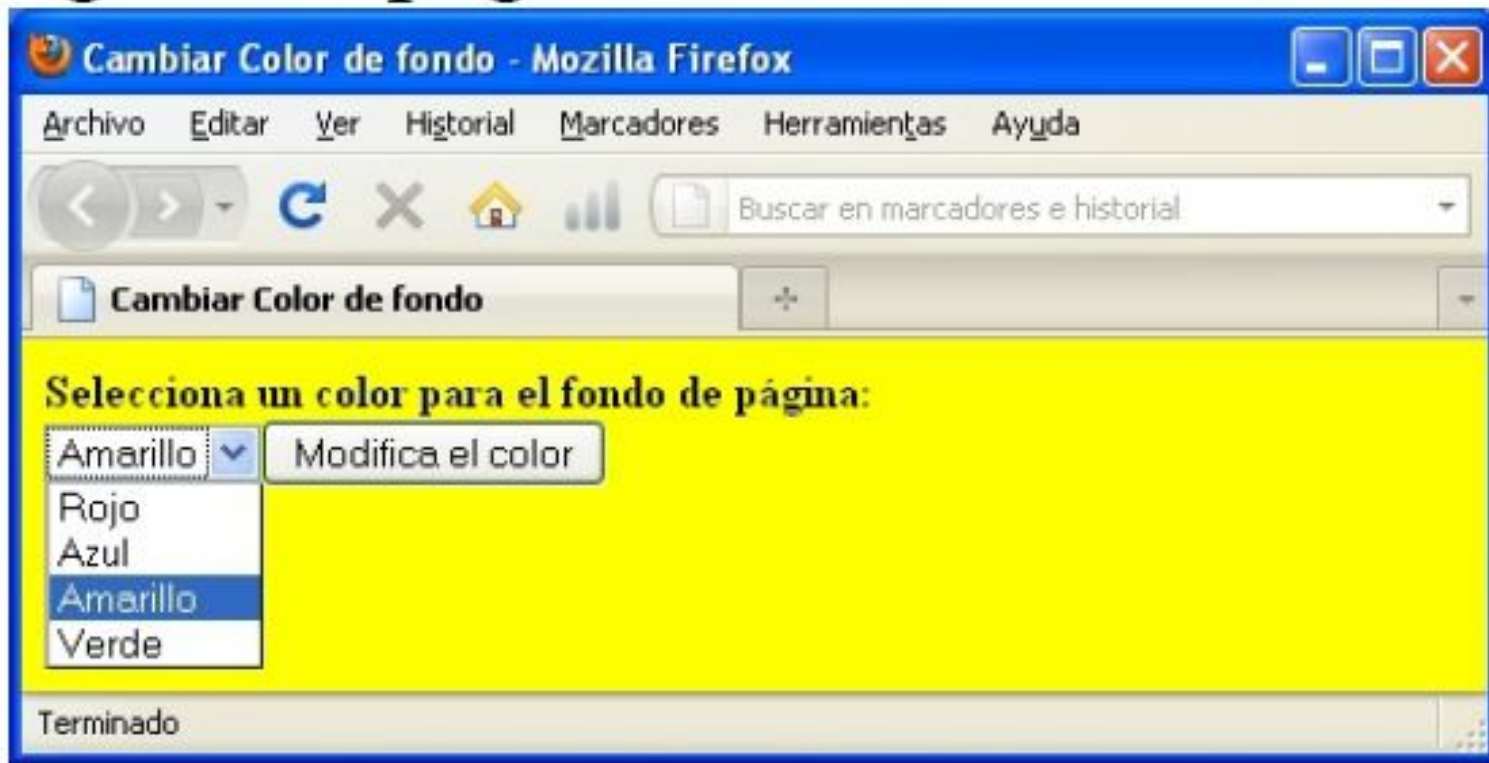 Cambiar Color de fondo - Mozilla Firefox
Archivo Editar Ver Historial Marcadores Herramientas Ayuda
Buscar en marcadores e historial
Cambiar Color de fondo
Selecciona un color para el fondo de página:
Amarillo Modifica el color
Rojo
Azul
Amarillo
Verde
Terminado